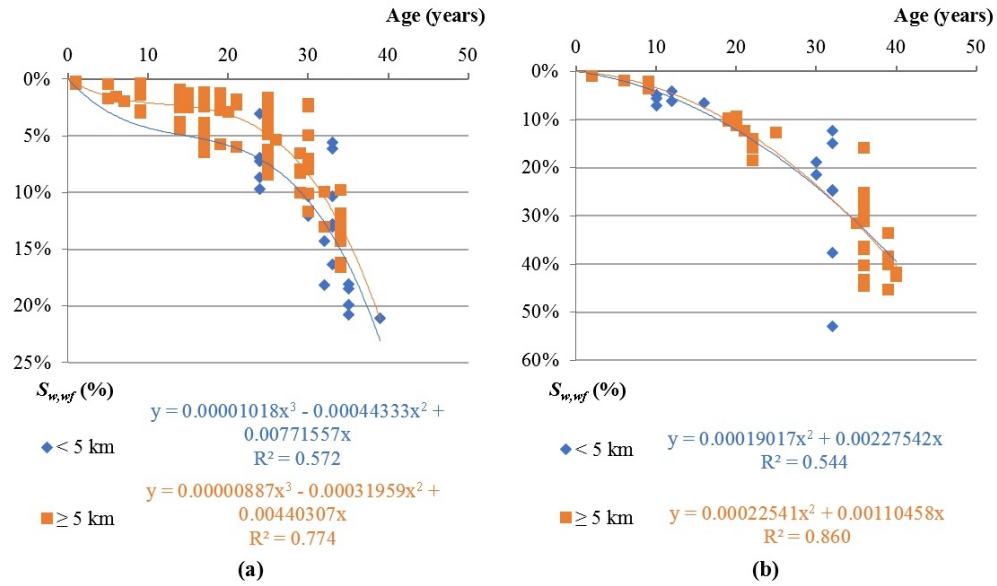 Age (years)
0 10 20 30 40 50
0%
5%
10%
15%
20%
25%
S_{w,wf} (%)
y = 0.00001018x³ - 0.00044333x² +
0.00771557x
R² = 0.572
< 5 km
y = 0.00000887x³ - 0.00031959x² +
0.00440307x
R² = 0.774
≥ 5 km
(a)
Age (years)
0 10 20 30 40 50
0%
10%
20%
30%
40%
50%
60%
S_{w,wf} (%)
y = 0.00019017x² + 0.00227542x
R² = 0.544
< 5 km
y = 0.00022541x² + 0.00110458x
R² = 0.860
≥ 5 km
(b)